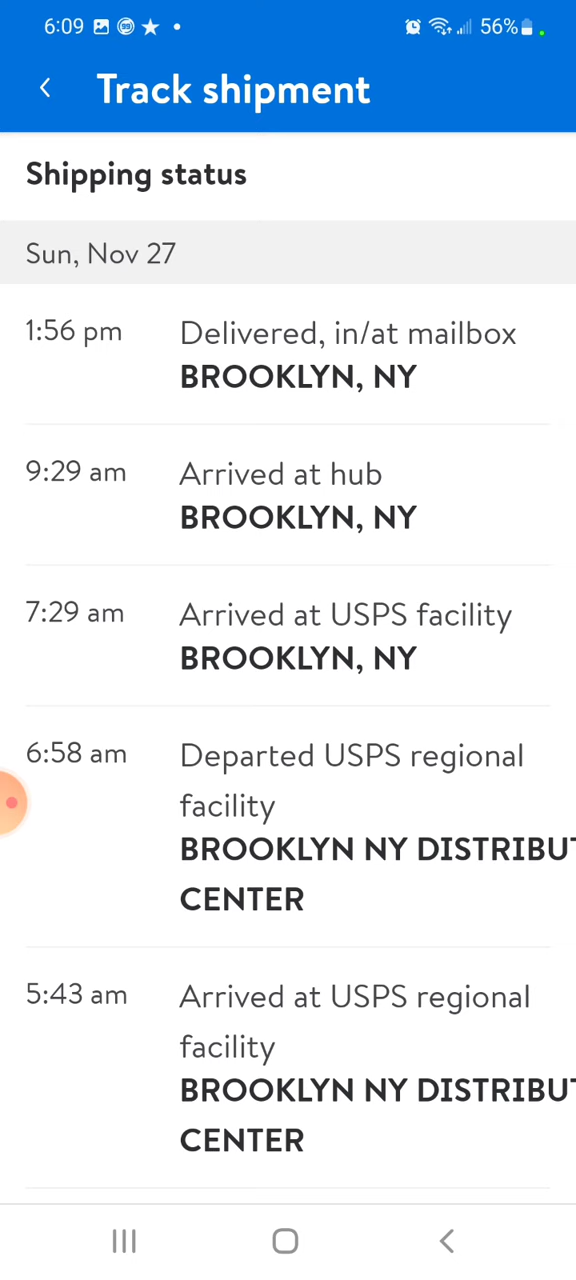 6:09
56%
Track shipment
Shipping status
Sun, Nov 27
1:56 pm
Delivered, in/at mailbox
BROOKLYN, NY
9:29 am
Arrived at hub
BROOKLYN, NY
7:29 am
Arrived at USPS facility
BROOKLYN, NY
6:58 am
Departed USPS regional
facility
BROOKLYN NY DISTRIBUT
CENTER
5:43 am
Arrived at USPS regional
facility
BROOKLYN NY DISTRIBUT
CENTER